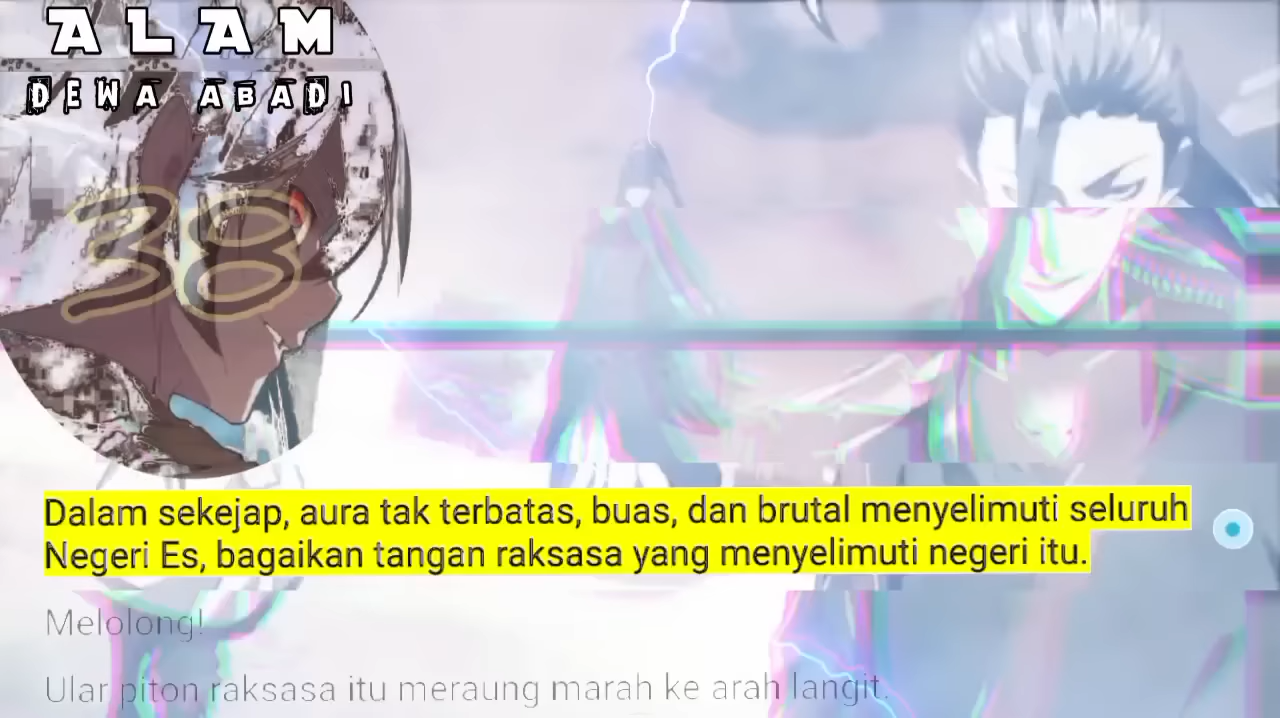 ALAM
DEWA ABADI
38
Dalam sekejap, aura tak terbatas, buas, dan brutal menyelimuti seluruh
Negeri Es, bagaikan tangan raksasa yang menyelimuti negeri itu.
Melolong!
Ular piton raksasa itu meraung marah ke arah langit.